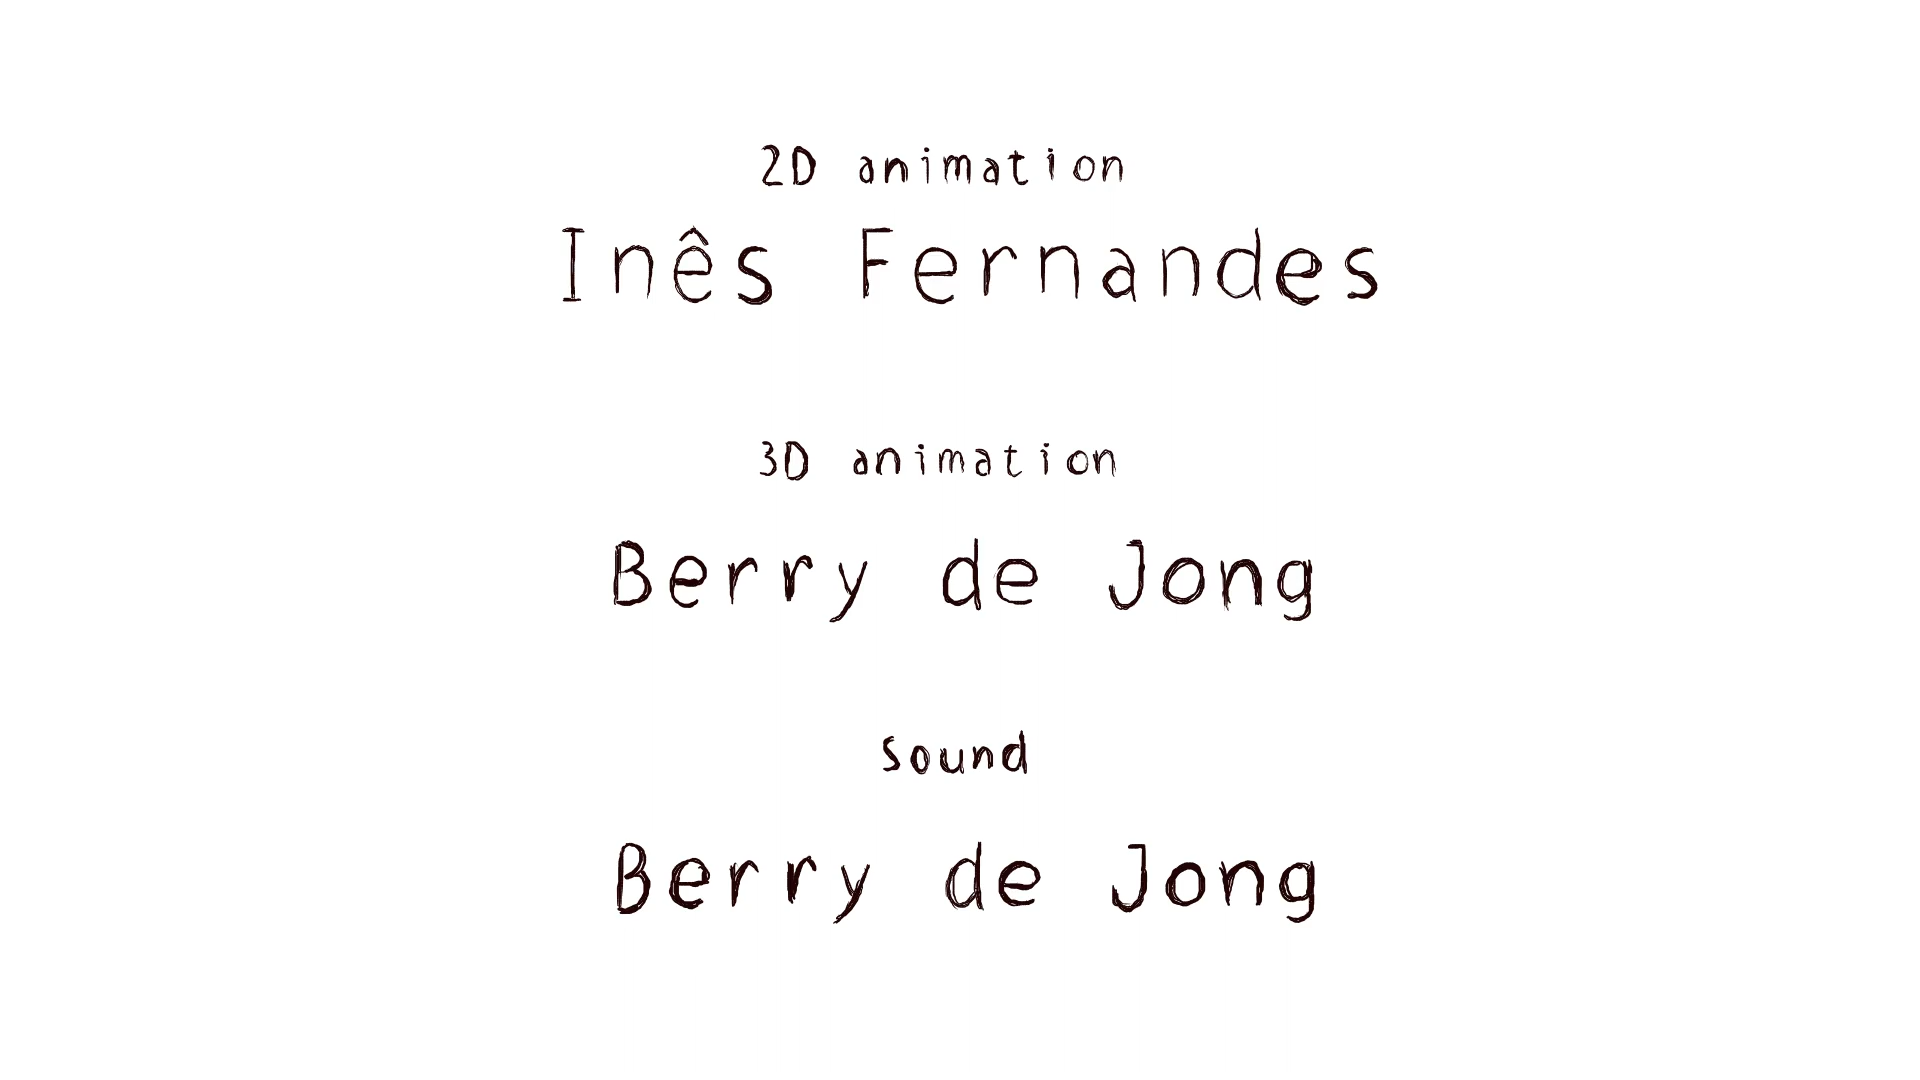 2D animation
Inês Fernandes
3D animation
Berry de Jong
Sound
Berry de Jong